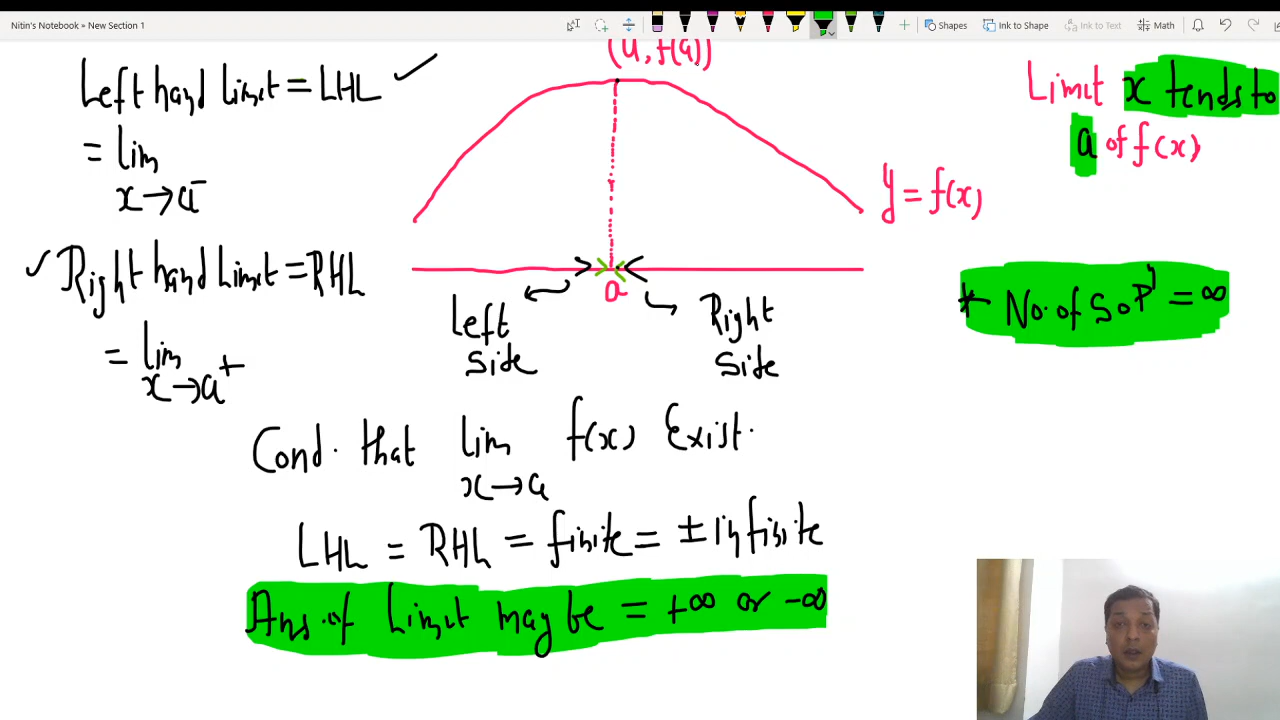 Nitin's Notebook » New Section 1
Shapes Ink to Shape Ink to Text Math
Left hand Limit = LHL
= lim
x→a⁻
Right hand Limit = RHL
= lim
x→a⁺
(a, f(a))
y = f(x)
a
Left
Side
Right
Side
Limit x tends to
a of f(x)
* No. of Sol = ∞
Cond. that lim f(x) Exist.
x→a
LHL = RHL = finite = ± infinite
Ans. of Limit may be = +∞ or -∞